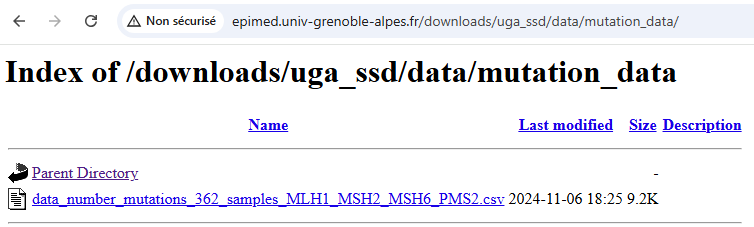 Non sécurisé epimed.univ-grenoble-alpes.fr/downloads/uga_ssd/data/mutation_data/
Index of /downloads/uga_ssd/data/mutation_data
Name Last modified Size Description
Parent Directory -
data_number_mutations_362_samples_MLH1_MSH2_MSH6_PMS2.csv 2024-11-06 18:25 9.2K